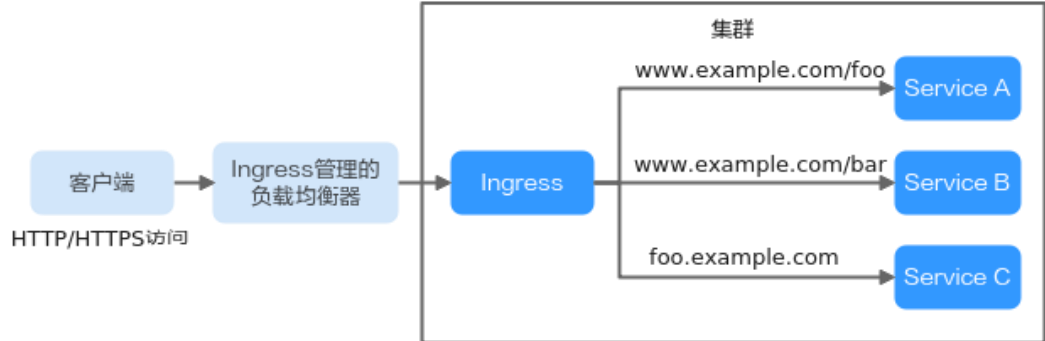 集群
www.example.com/foo
Service A
客户端
HTTP/HTTPS访问
Ingress管理的
负载均衡器
Ingress
www.example.com/bar
Service B
foo.example.com
Service C